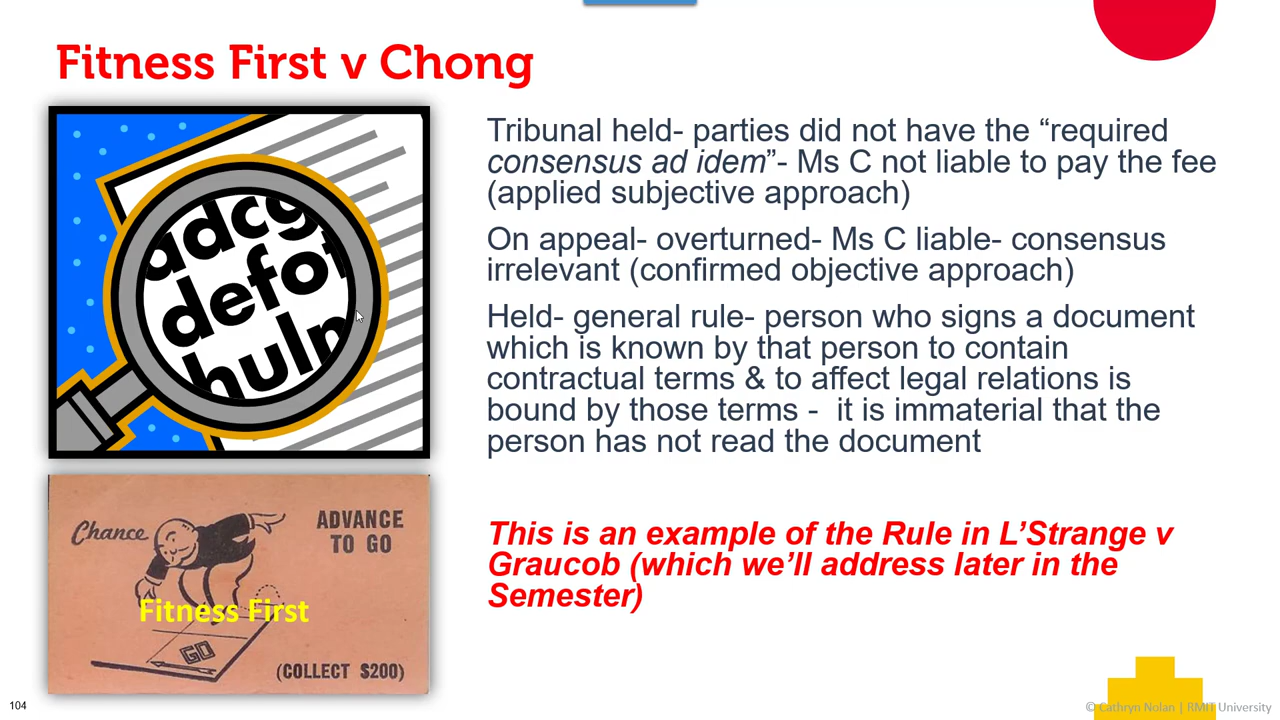 Fitness First v Chong
Tribunal held- parties did not have the “required
consensus ad idem”- Ms C not liable to pay the fee
(applied subjective approach)
On appeal- overturned- Ms C liable- consensus
irrelevant (confirmed objective approach)
Held- general rule- person who signs a document
which is known by that person to contain
contractual terms & to affect legal relations is
bound by those terms - it is immaterial that the
person has not read the document
This is an example of the Rule in L’Strange v
Graucob (which we’ll address later in the
Semester)
adcg
defo
huln
Chance
ADVANCE
TO GO
Fitness First
GO
(COLLECT $200)
104
© Cathryn Nolan | RMIT University